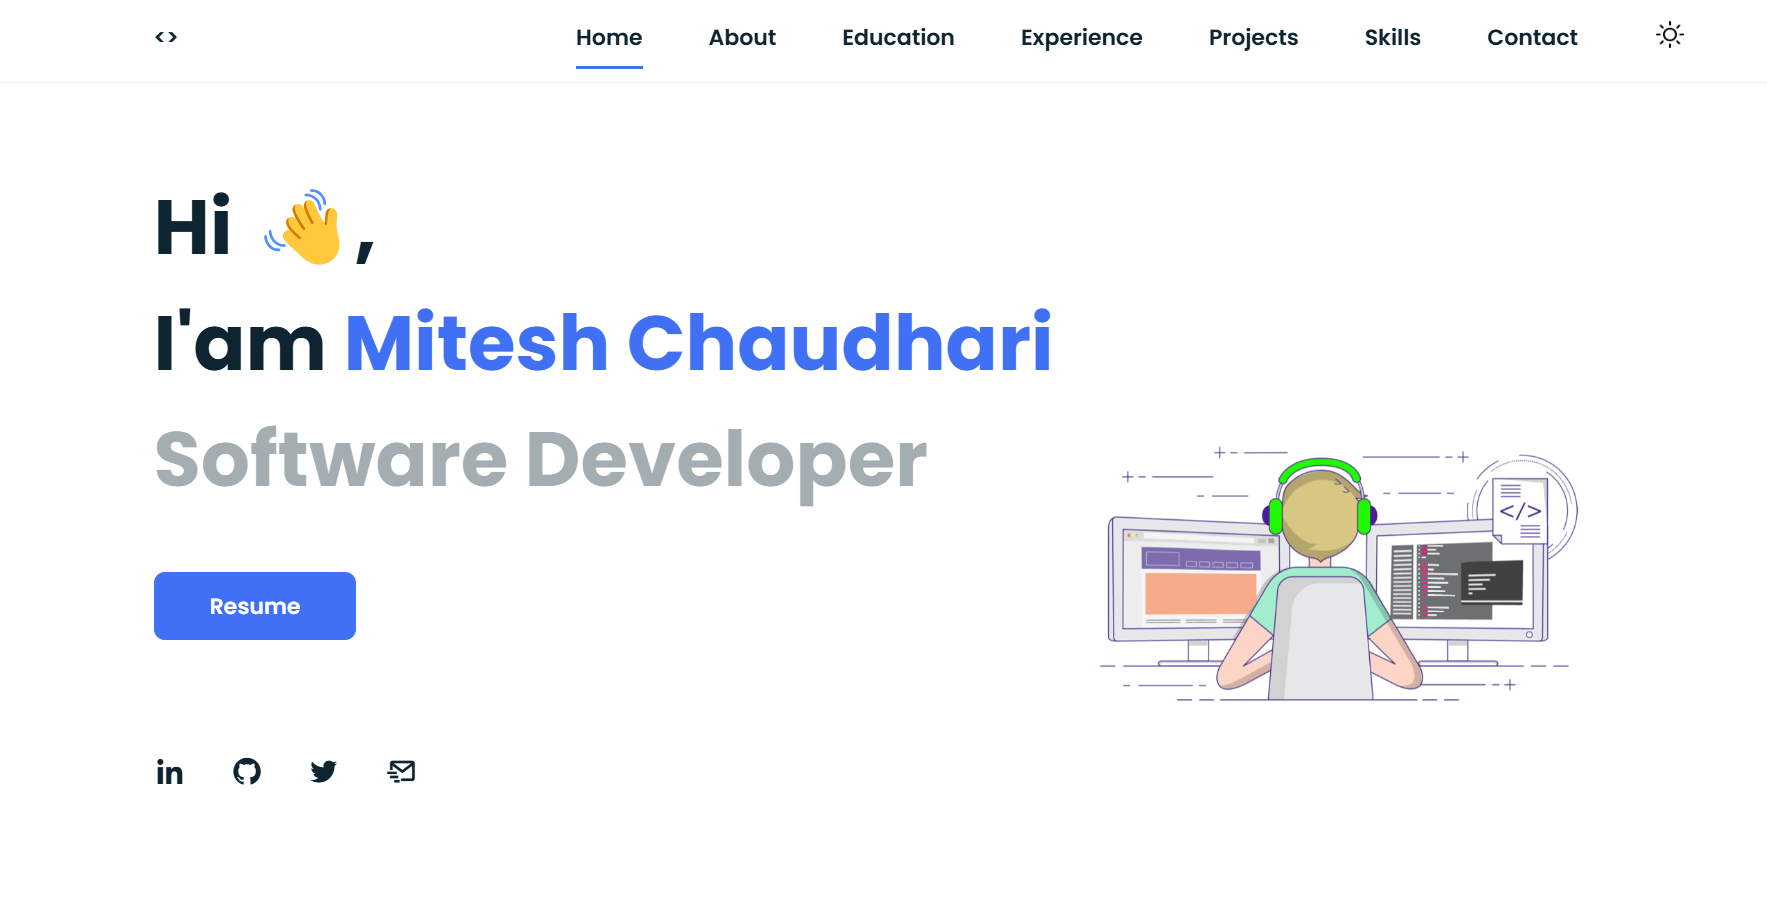 <>
Home About Education Experience Projects Skills Contact
Hi 👋,
I'am Mitesh Chaudhari
Software Developer
</>
Resume
in